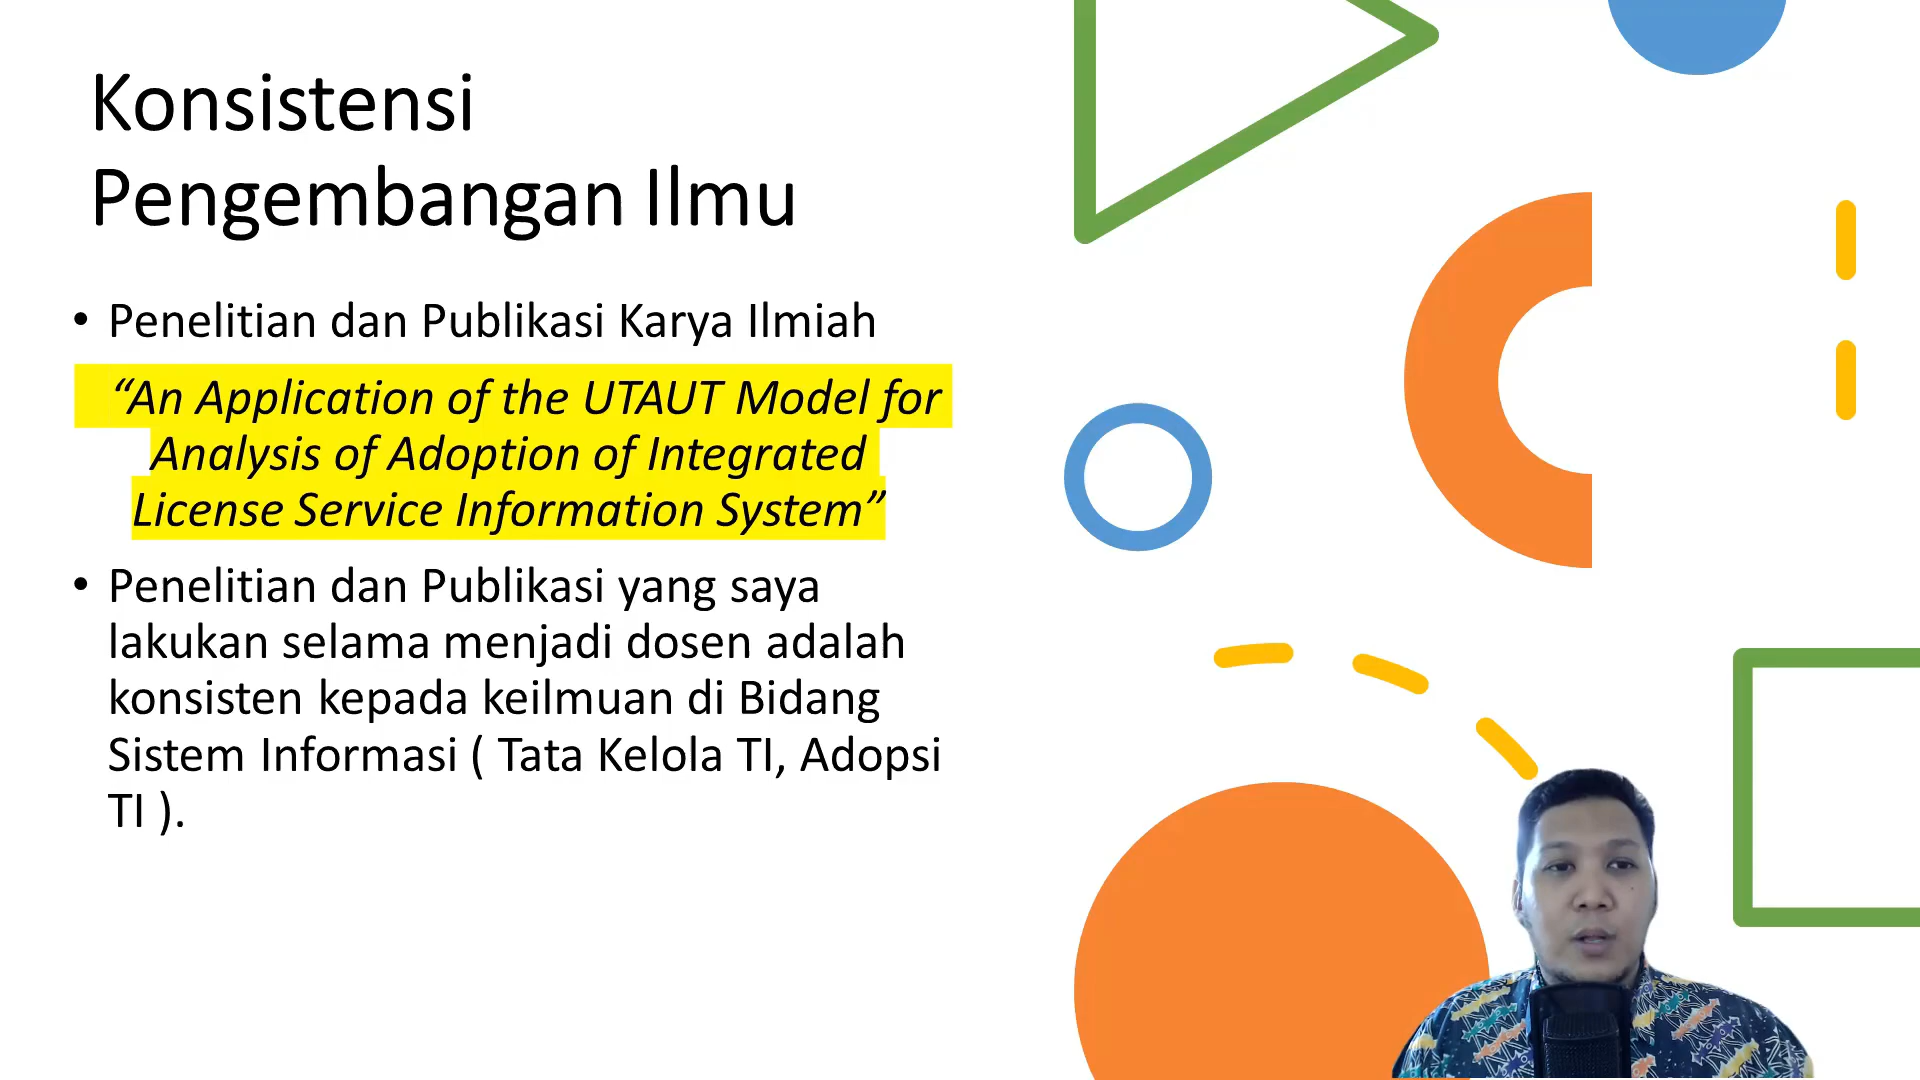 Konsistensi
Pengembangan Ilmu
• Penelitian dan Publikasi Karya Ilmiah
“An Application of the UTAUT Model for
Analysis of Adoption of Integrated
License Service Information System”
• Penelitian dan Publikasi yang saya
lakukan selama menjadi dosen adalah
konsisten kepada keilmuan di Bidang
Sistem Informasi ( Tata Kelola TI, Adopsi
TI ).